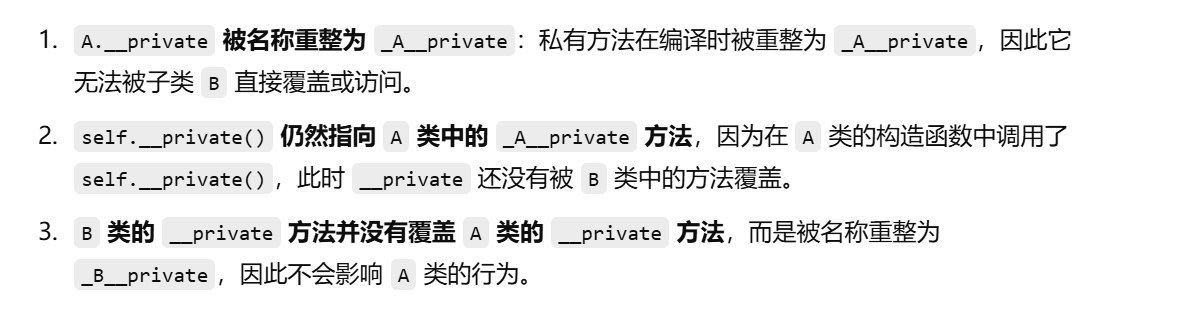 1. A.__private 被名称重整为 _A__private：私有方法在编译时被重整为 _A__private，因此它
无法被子类 B 直接覆盖或访问。
2. self.__private() 仍然指向 A 类中的 _A__private 方法，因为在 A 类的构造函数中调用了
self.__private()，此时 __private 还没有被 B 类中的方法覆盖。
3. B 类的 __private 方法并没有覆盖 A 类的 __private 方法，而是被名称重整为
_B__private，因此不会影响 A 类的行为。